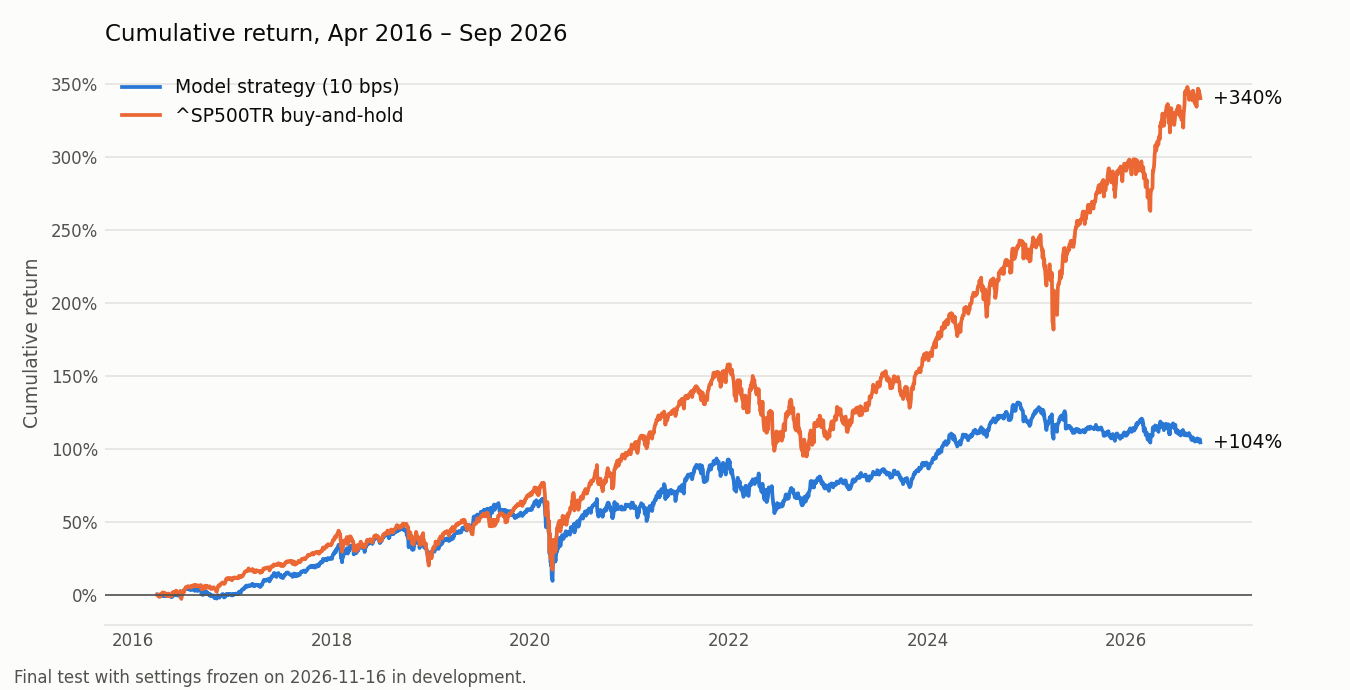 Cumulative return, Apr 2016 – Sep 2026
Model strategy (10 bps)
^SP500TR buy-and-hold
350%
300%
250%
200%
150%
100%
50%
0%
Cumulative return
+340%
+104%
2016 2018 2020 2022 2024 2026
Final test with settings frozen on 2026-11-16 in development.